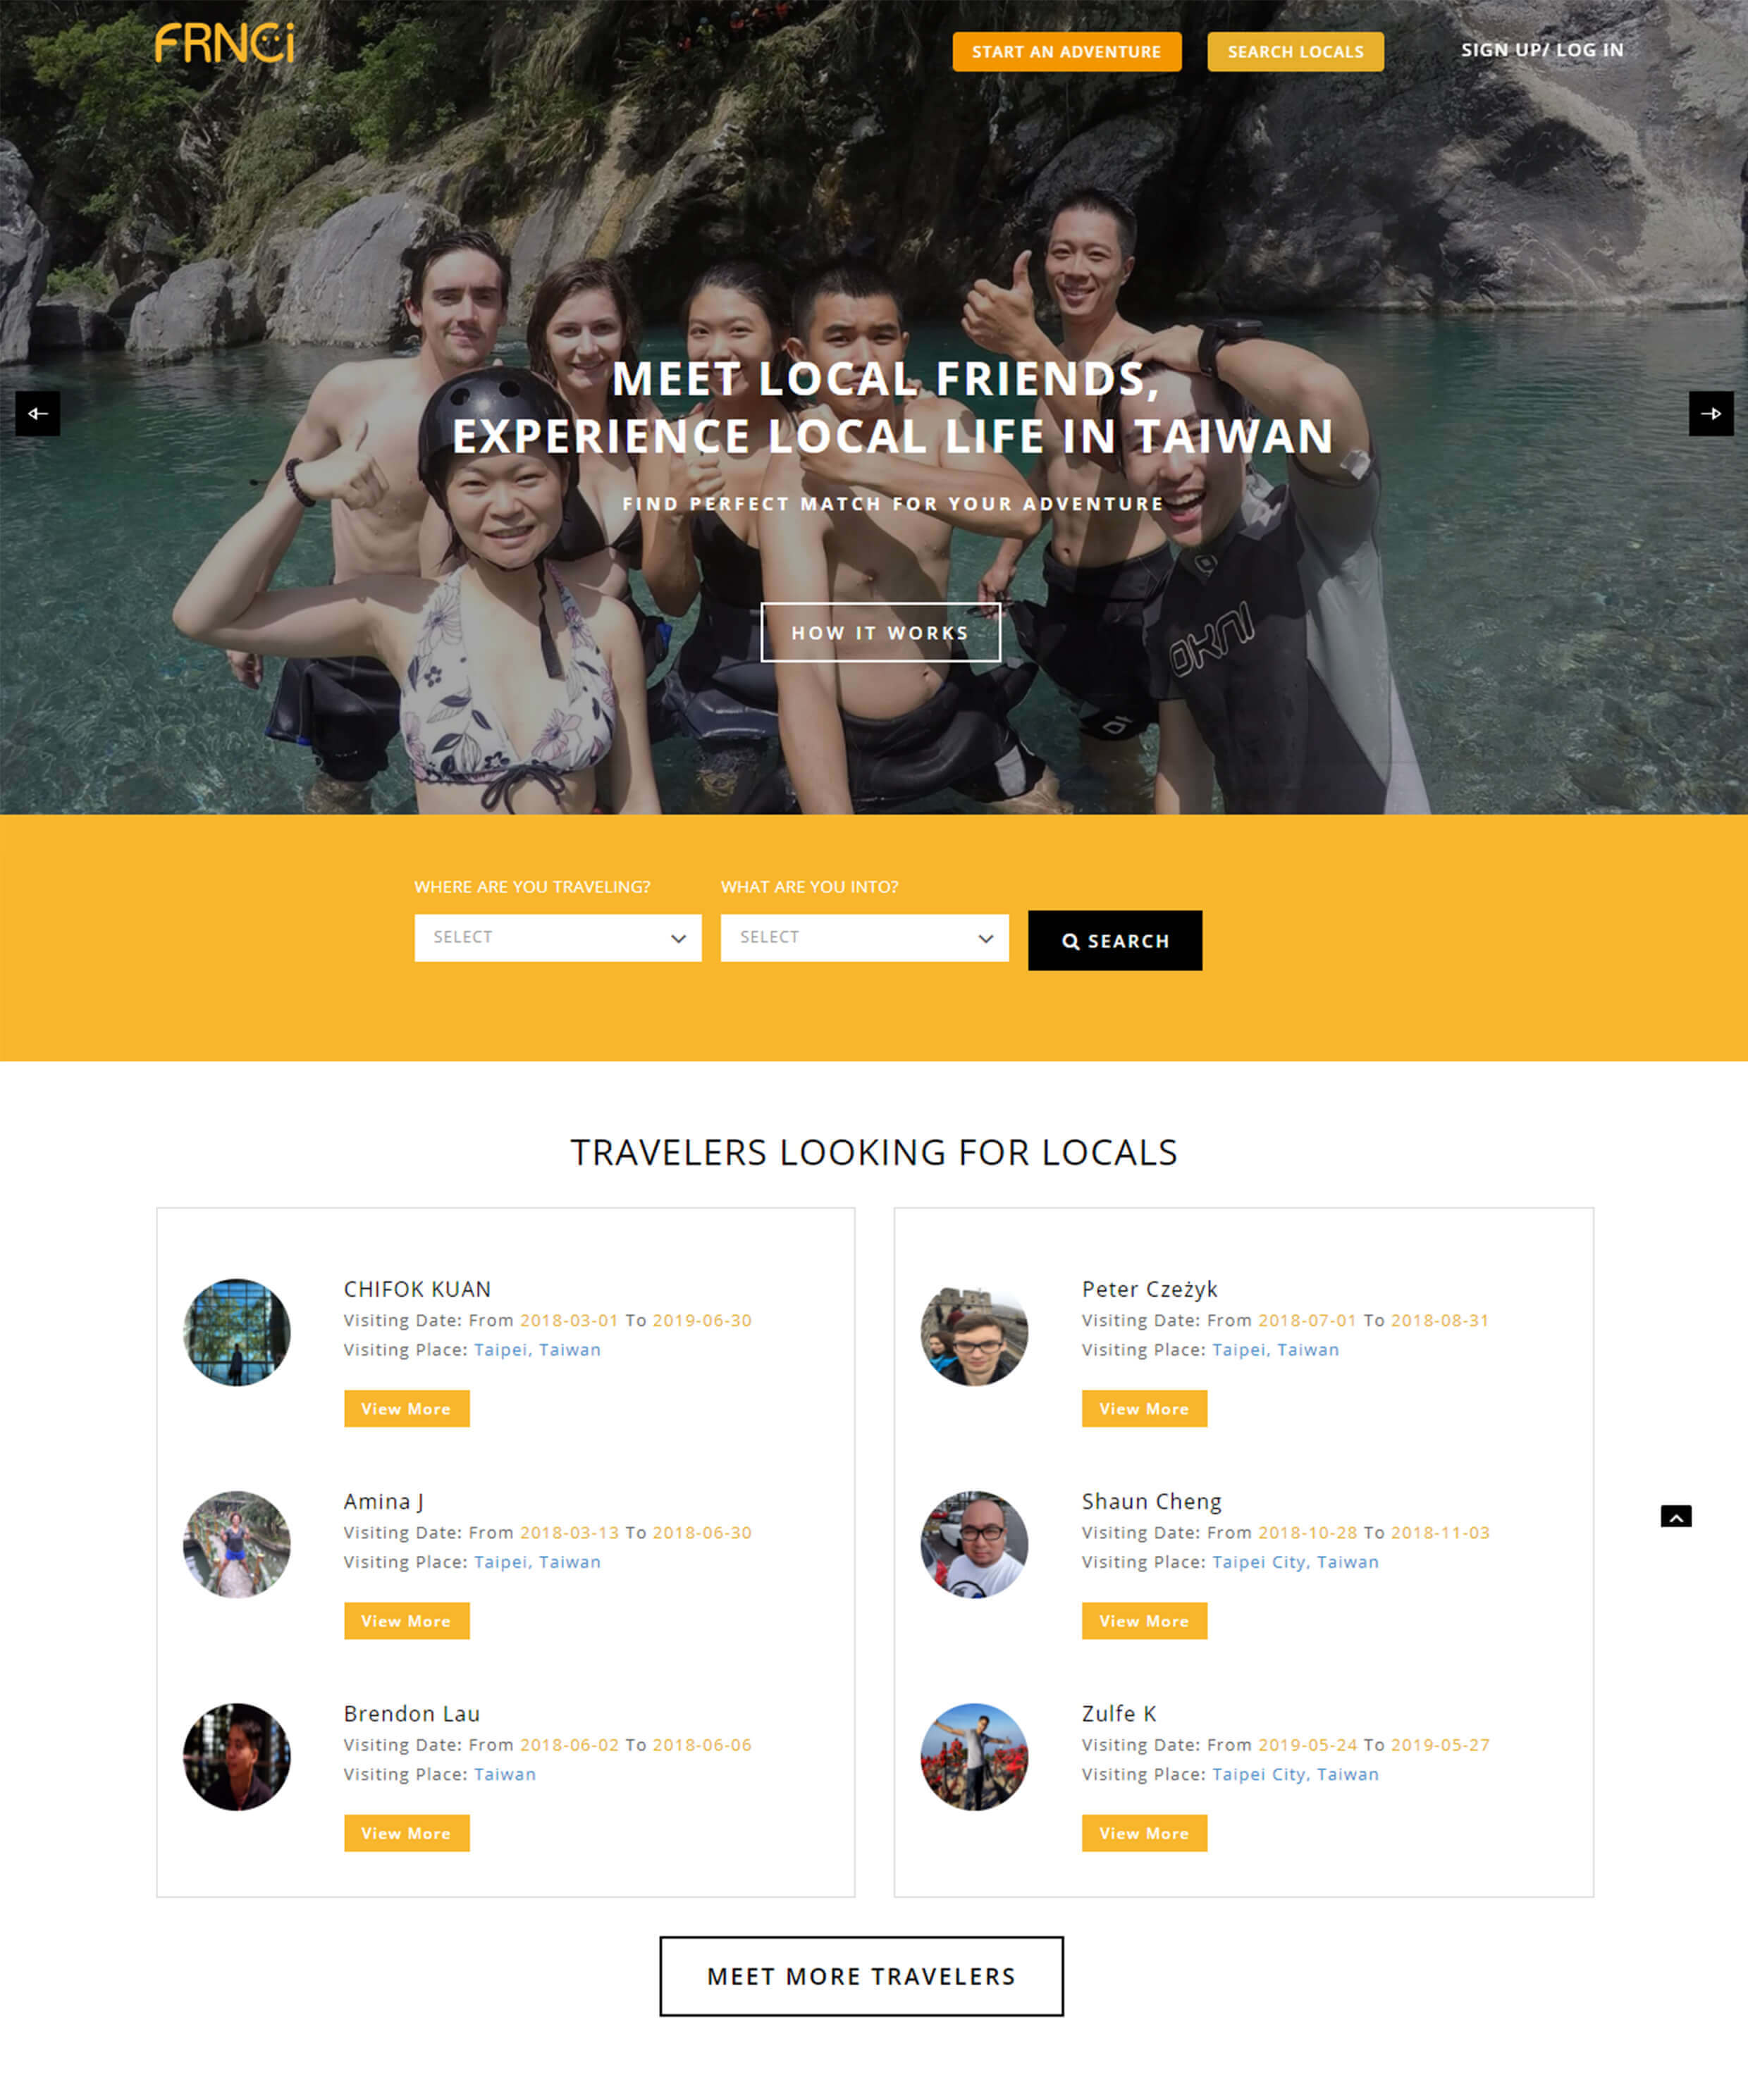 FRNCi
START AN ADVENTURE
SEARCH LOCALS
SIGN UP/ LOG IN
MEET LOCAL FRIENDS,
EXPERIENCE LOCAL LIFE IN TAIWAN
FIND PERFECT MATCH FOR YOUR ADVENTURE
HOW IT WORKS
WHERE ARE YOU TRAVELING?
WHAT ARE YOU INTO?
SELECT
SELECT
SEARCH
TRAVELERS LOOKING FOR LOCALS
CHIFOK KUAN
Visiting Date: From 2018-03-01 To 2019-06-30
Visiting Place: Taipei, Taiwan
View More
Peter Czeżyk
Visiting Date: From 2018-07-01 To 2018-08-31
Visiting Place: Taipei, Taiwan
View More
Amina J
Visiting Date: From 2018-03-13 To 2018-06-30
Visiting Place: Taipei, Taiwan
View More
Shaun Cheng
Visiting Date: From 2018-10-28 To 2018-11-03
Visiting Place: Taipei City, Taiwan
View More
Brendon Lau
Visiting Date: From 2018-06-02 To 2018-06-06
Visiting Place: Taiwan
View More
Zulfe K
Visiting Date: From 2019-05-24 To 2019-05-27
Visiting Place: Taipei City, Taiwan
View More
MEET MORE TRAVELERS